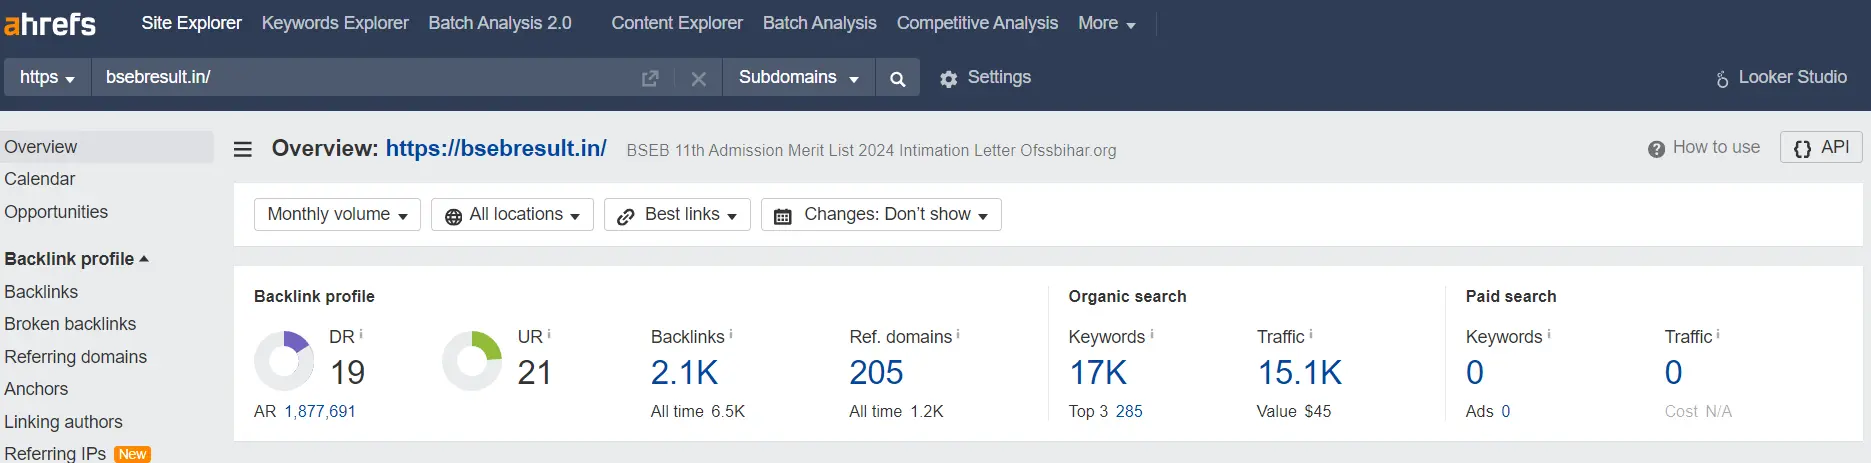 ahrefs Site Explorer Keywords Explorer Batch Analysis 2.0 Content Explorer Batch Analysis Competitive Analysis More
https bsebresult.in/ Subdomains Settings Looker Studio
Overview
Calendar
Opportunities
Backlink profile
Backlinks
Broken backlinks
Referring domains
Anchors
Linking authors
Referring IPs New
Overview: https://bsebresult.in/ BSEB 11th Admission Merit List 2024 Intimation Letter Ofssbihar.org How to use {} API
Monthly volume All locations Best links Changes: Don't show
Backlink profile
DR i
19
AR 1,877,691
UR i
21
Backlinks i
2.1K
All time 6.5K
Ref. domains i
205
All time 1.2K
Organic search
Keywords i
17K
Top 3 285
Traffic i
15.1K
Value $45
Paid search
Keywords i
0
Ads 0
Traffic i
0
Cost N/A